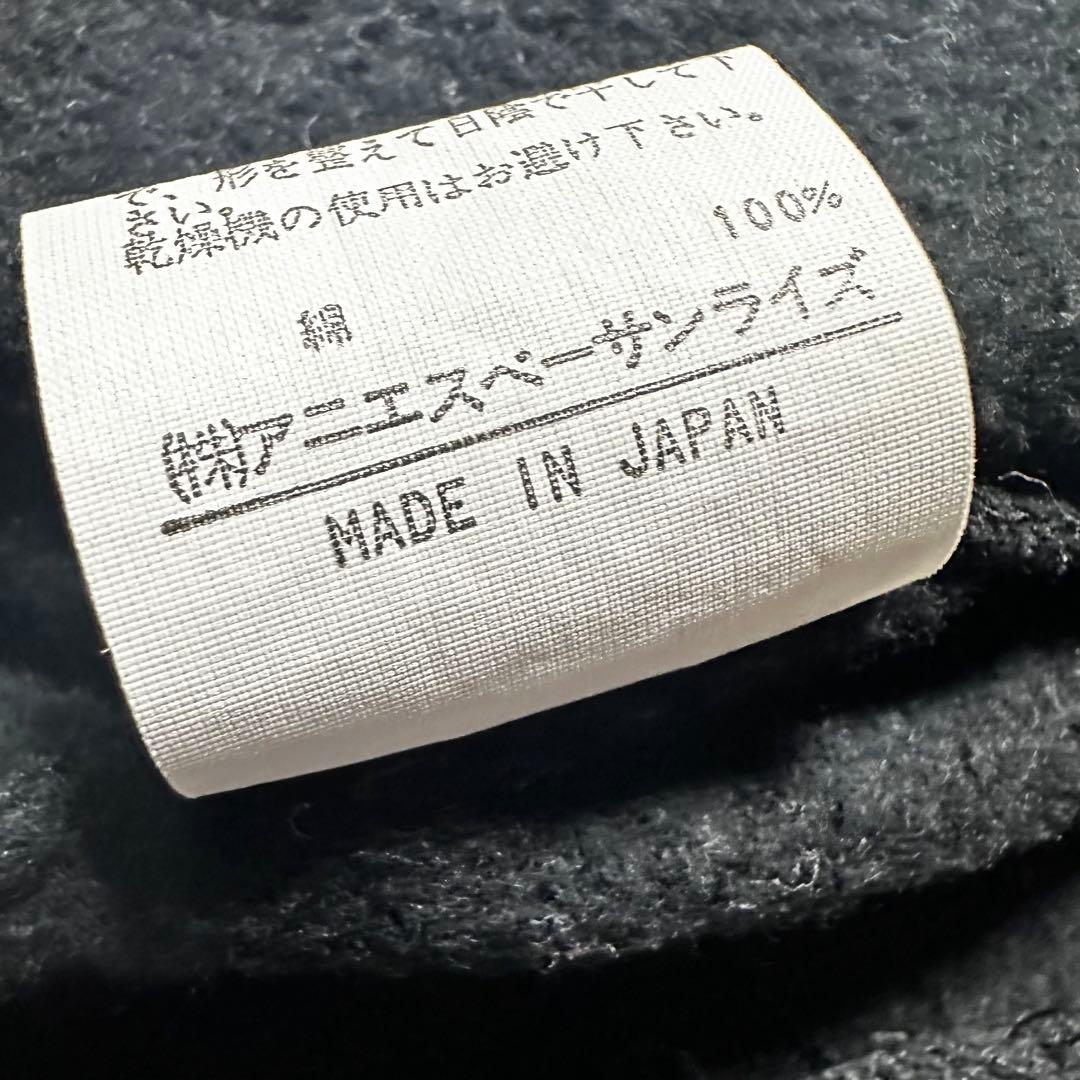 で、形を整えて日陰で干して下
さい。
乾燥機の使用はお避け下さい。
綿 100%
㈱アニエスベーサンライズ
MADE IN JAPAN